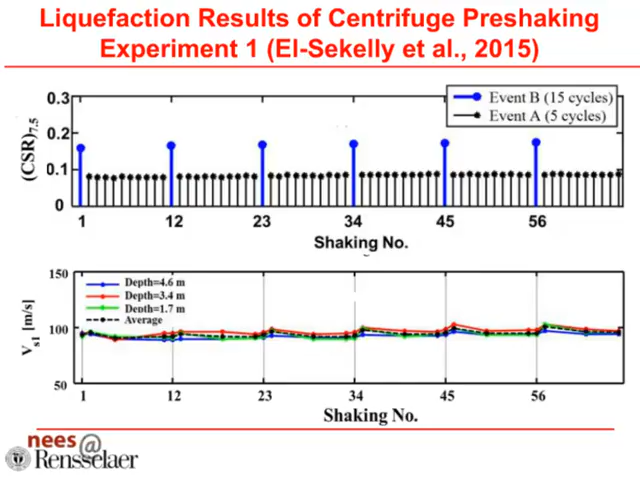 Liquefaction Results of Centrifuge Preshaking
Experiment 1 (El-Sekelly et al., 2015)
0.3
0.2
0.1
0
(CSR)7.5
Event B (15 cycles)
Event A (5 cycles)
1 12 23 34 45 56
Shaking No.
150
100
50
Vs1 [m/s]
Depth=4.6 m
Depth=3.4 m
Depth=1.7 m
Average
1 12 23 34 45 56
Shaking No.
nees@
Rensselaer